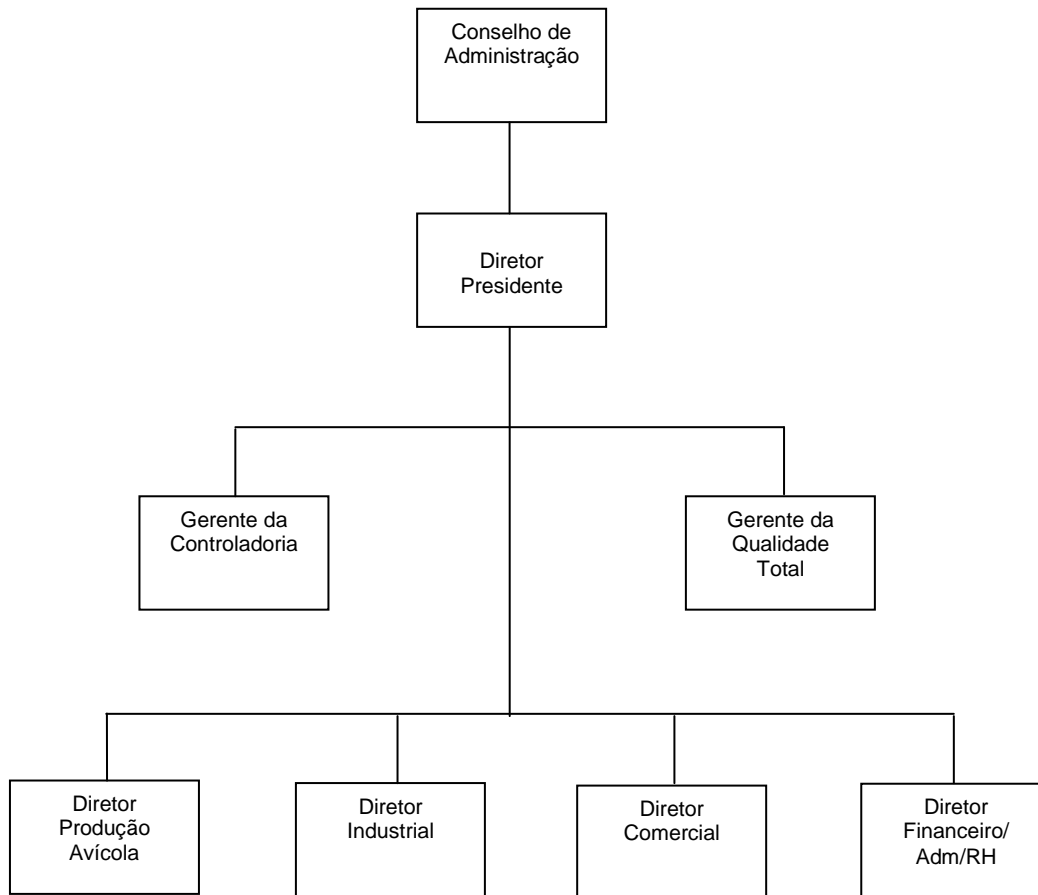 Conselho de
Administração
Diretor
Presidente
Gerente da
Controladoria
Gerente da
Qualidade
Total
Diretor
Produção
Avícola
Diretor
Industrial
Diretor
Comercial
Diretor
Financeiro/
Adm/RH